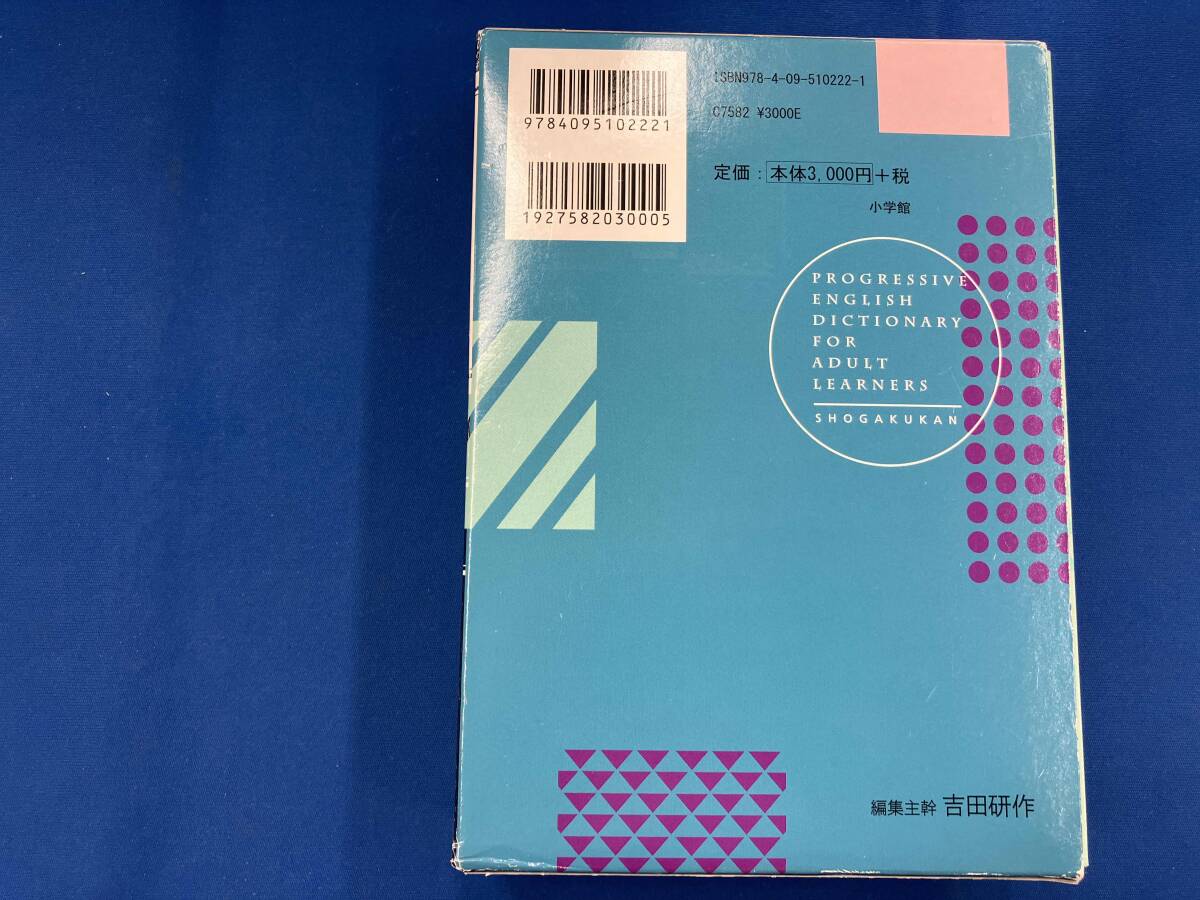 9784095102221
1927582030005
ISBN978-4-09-510222-1
C7582 ¥3000E
定価：本体3,000円+税
小学館
PROGRESSIVE
ENGLISH
DICTIONARY
FOR
ADULT
LEARNERS
SHOGAKUKAN
編集主幹 吉田研作